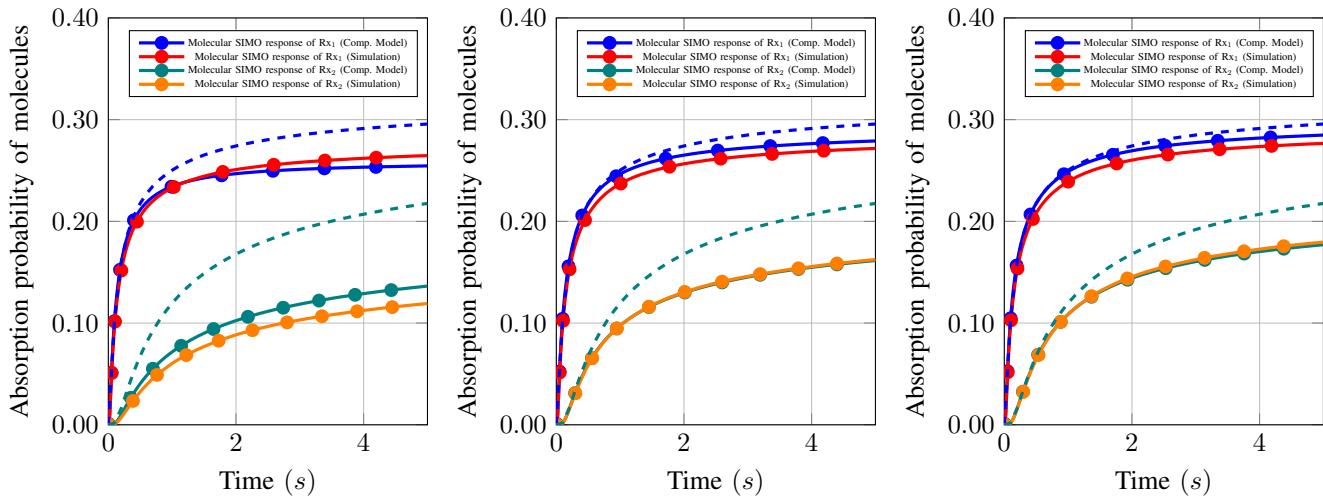 Absorption probability of molecules
0.40
0.30
0.20
0.10
0.00
Molecular SIMO response of Rx₁ (Comp. Model)
Molecular SIMO response of Rx₁ (Simulation)
Molecular SIMO response of Rx₂ (Comp. Model)
Molecular SIMO response of Rx₂ (Simulation)
0 2 4
Time (s)
Absorption probability of molecules
0.40
0.30
0.20
0.10
0.00
Molecular SIMO response of Rx₁ (Comp. Model)
Molecular SIMO response of Rx₁ (Simulation)
Molecular SIMO response of Rx₂ (Comp. Model)
Molecular SIMO response of Rx₂ (Simulation)
0 2 4
Time (s)
Absorption probability of molecules
0.40
0.30
0.20
0.10
0.00
Molecular SIMO response of Rx₁ (Comp. Model)
Molecular SIMO response of Rx₁ (Simulation)
Molecular SIMO response of Rx₂ (Comp. Model)
Molecular SIMO response of Rx₂ (Simulation)
0 2 4
Time (s)